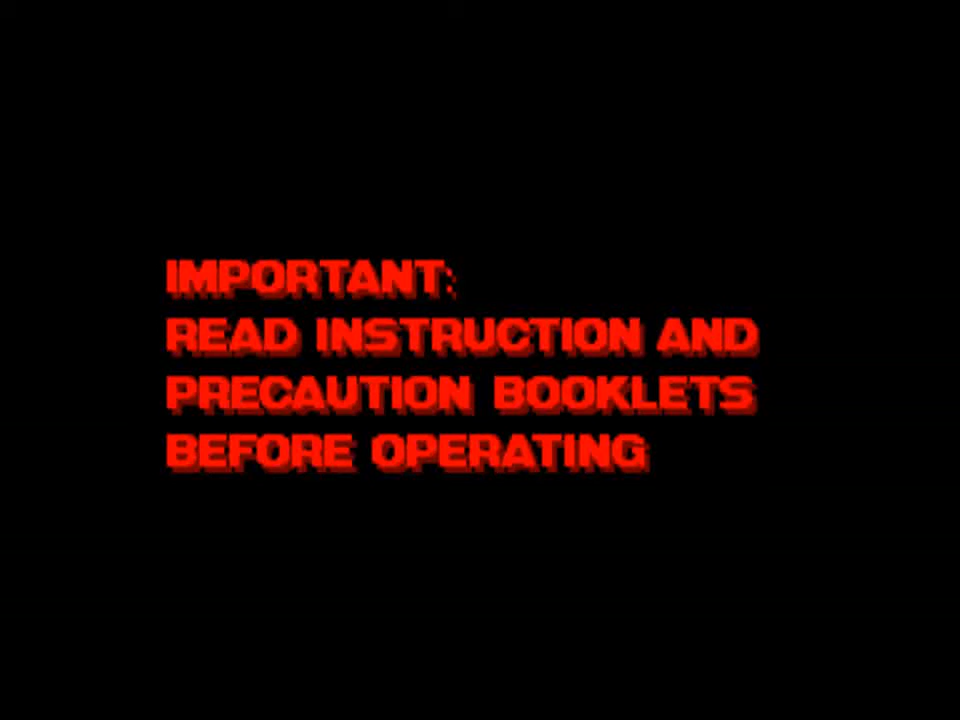 IMPORTANT:
READ INSTRUCTION AND
PRECAUTION BOOKLETS
BEFORE OPERATING